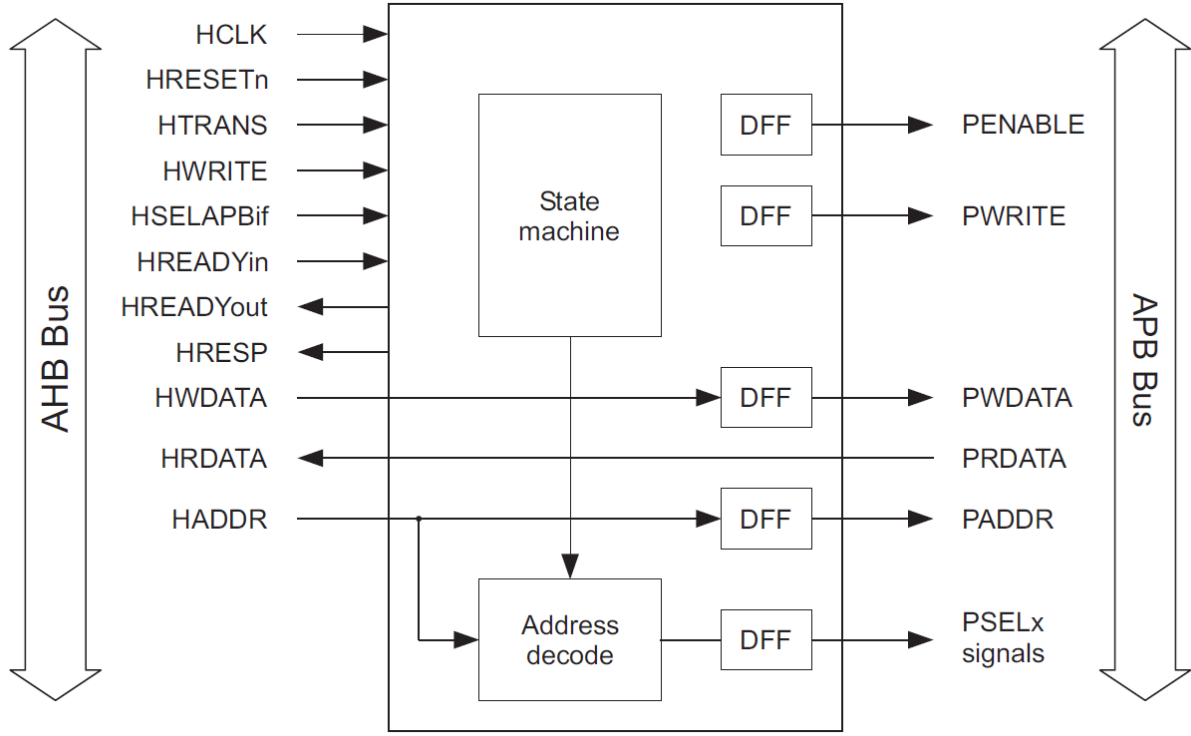 AHB Bus
HCLK
HRESETn
HTRANS
HWRITE
HSELAPBif
HREADYin
HREADYout
HRESP
HWDATA
HRDATA
HADDR
State
machine
Address
decode
DFF
DFF
DFF
DFF
DFF
PENABLE
PWRITE
PWDATA
PRDATA
PADDR
PSELx
signals
APB Bus